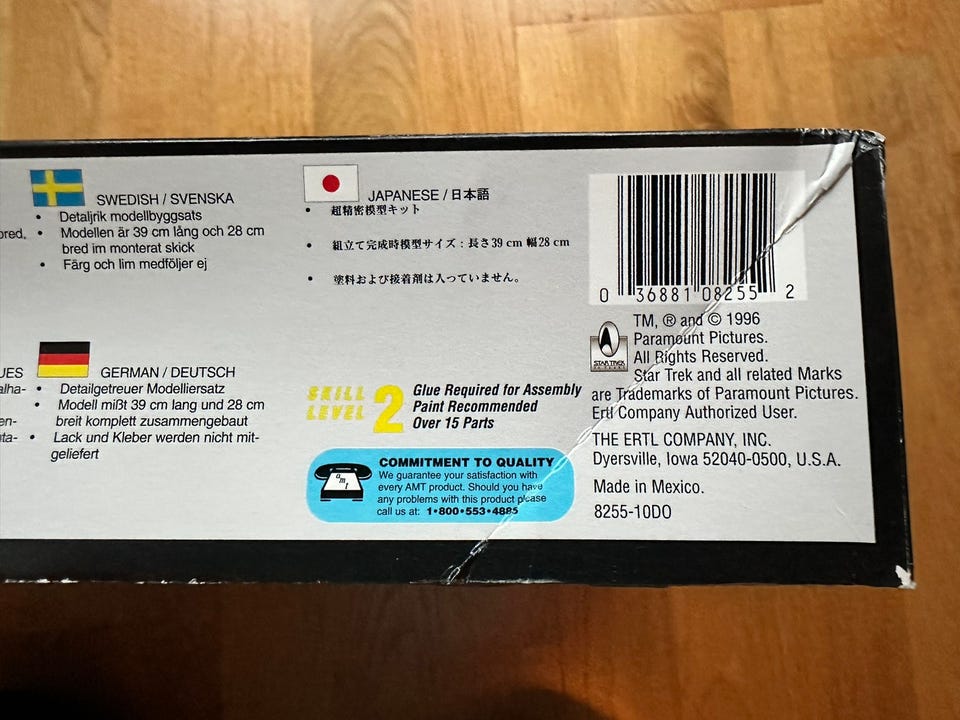 SWEDISH / SVENSKA
• Detaljrik modellbyggsats
• Modellen är 39 cm lång och 28 cm
bred im monterat skick
• Färg och lim medföljer ej
JAPANESE / 日本語
• 超精密模型キット
• 組立て完成時模型サイズ：長さ39 cm 幅28 cm
• 塗料および接着剤は入っていません。
GERMAN / DEUTSCH
• Detailgetreuer Modelliersatz
• Modell mißt 39 cm lang und 28 cm
breit komplett zusammengebaut
• Lack und Kleber werden nicht mit-
geliefert
SKILL
LEVEL 2
Glue Required for Assembly
Paint Recommended
Over 15 Parts
amt
COMMITMENT TO QUALITY
We guarantee your satisfaction with
every AMT product. Should you have
any problems with this product please
call us at: 1•800•553•4885
0 36881 08255 2
STAR TREK
TM, ® and © 1996
Paramount Pictures.
All Rights Reserved.
Star Trek and all related Marks
are Trademarks of Paramount Pictures.
Ertl Company Authorized User.
THE ERTL COMPANY, INC.
Dyersville, Iowa 52040-0500, U.S.A.
Made in Mexico.
8255-10DO